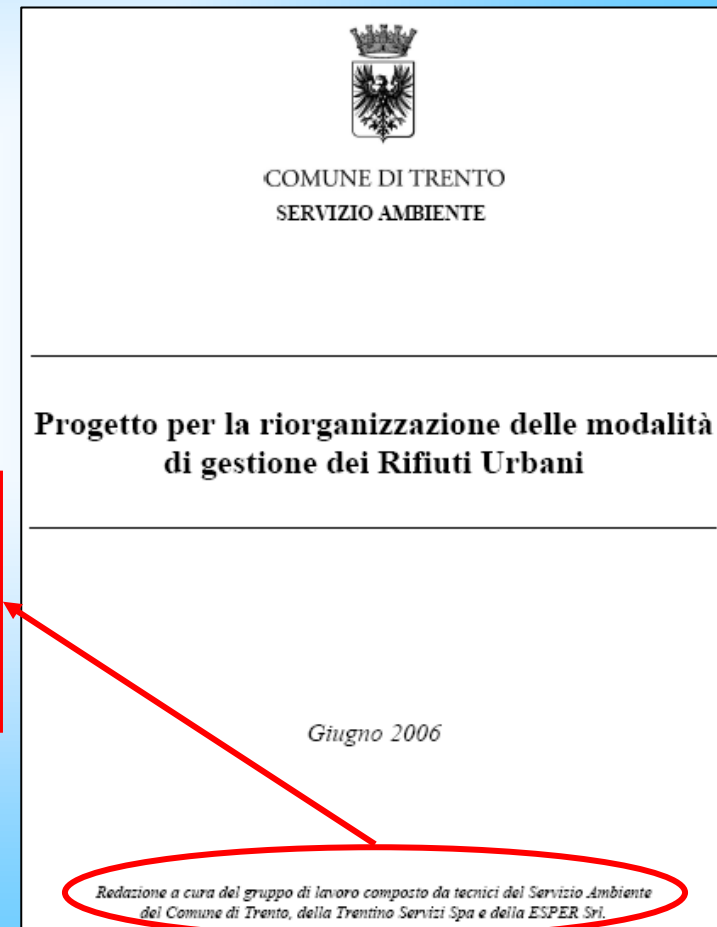 COMUNE DI TRENTO
SERVIZIO AMBIENTE
Progetto per la riorganizzazione delle modalità
di gestione dei Rifiuti Urbani
Giugno 2006
Redazione a cura del gruppo di lavoro composto da tecnici del Servizio Ambiente
del Comune di Trento, della Trentino Servizi Spa e della ESPER Srl.